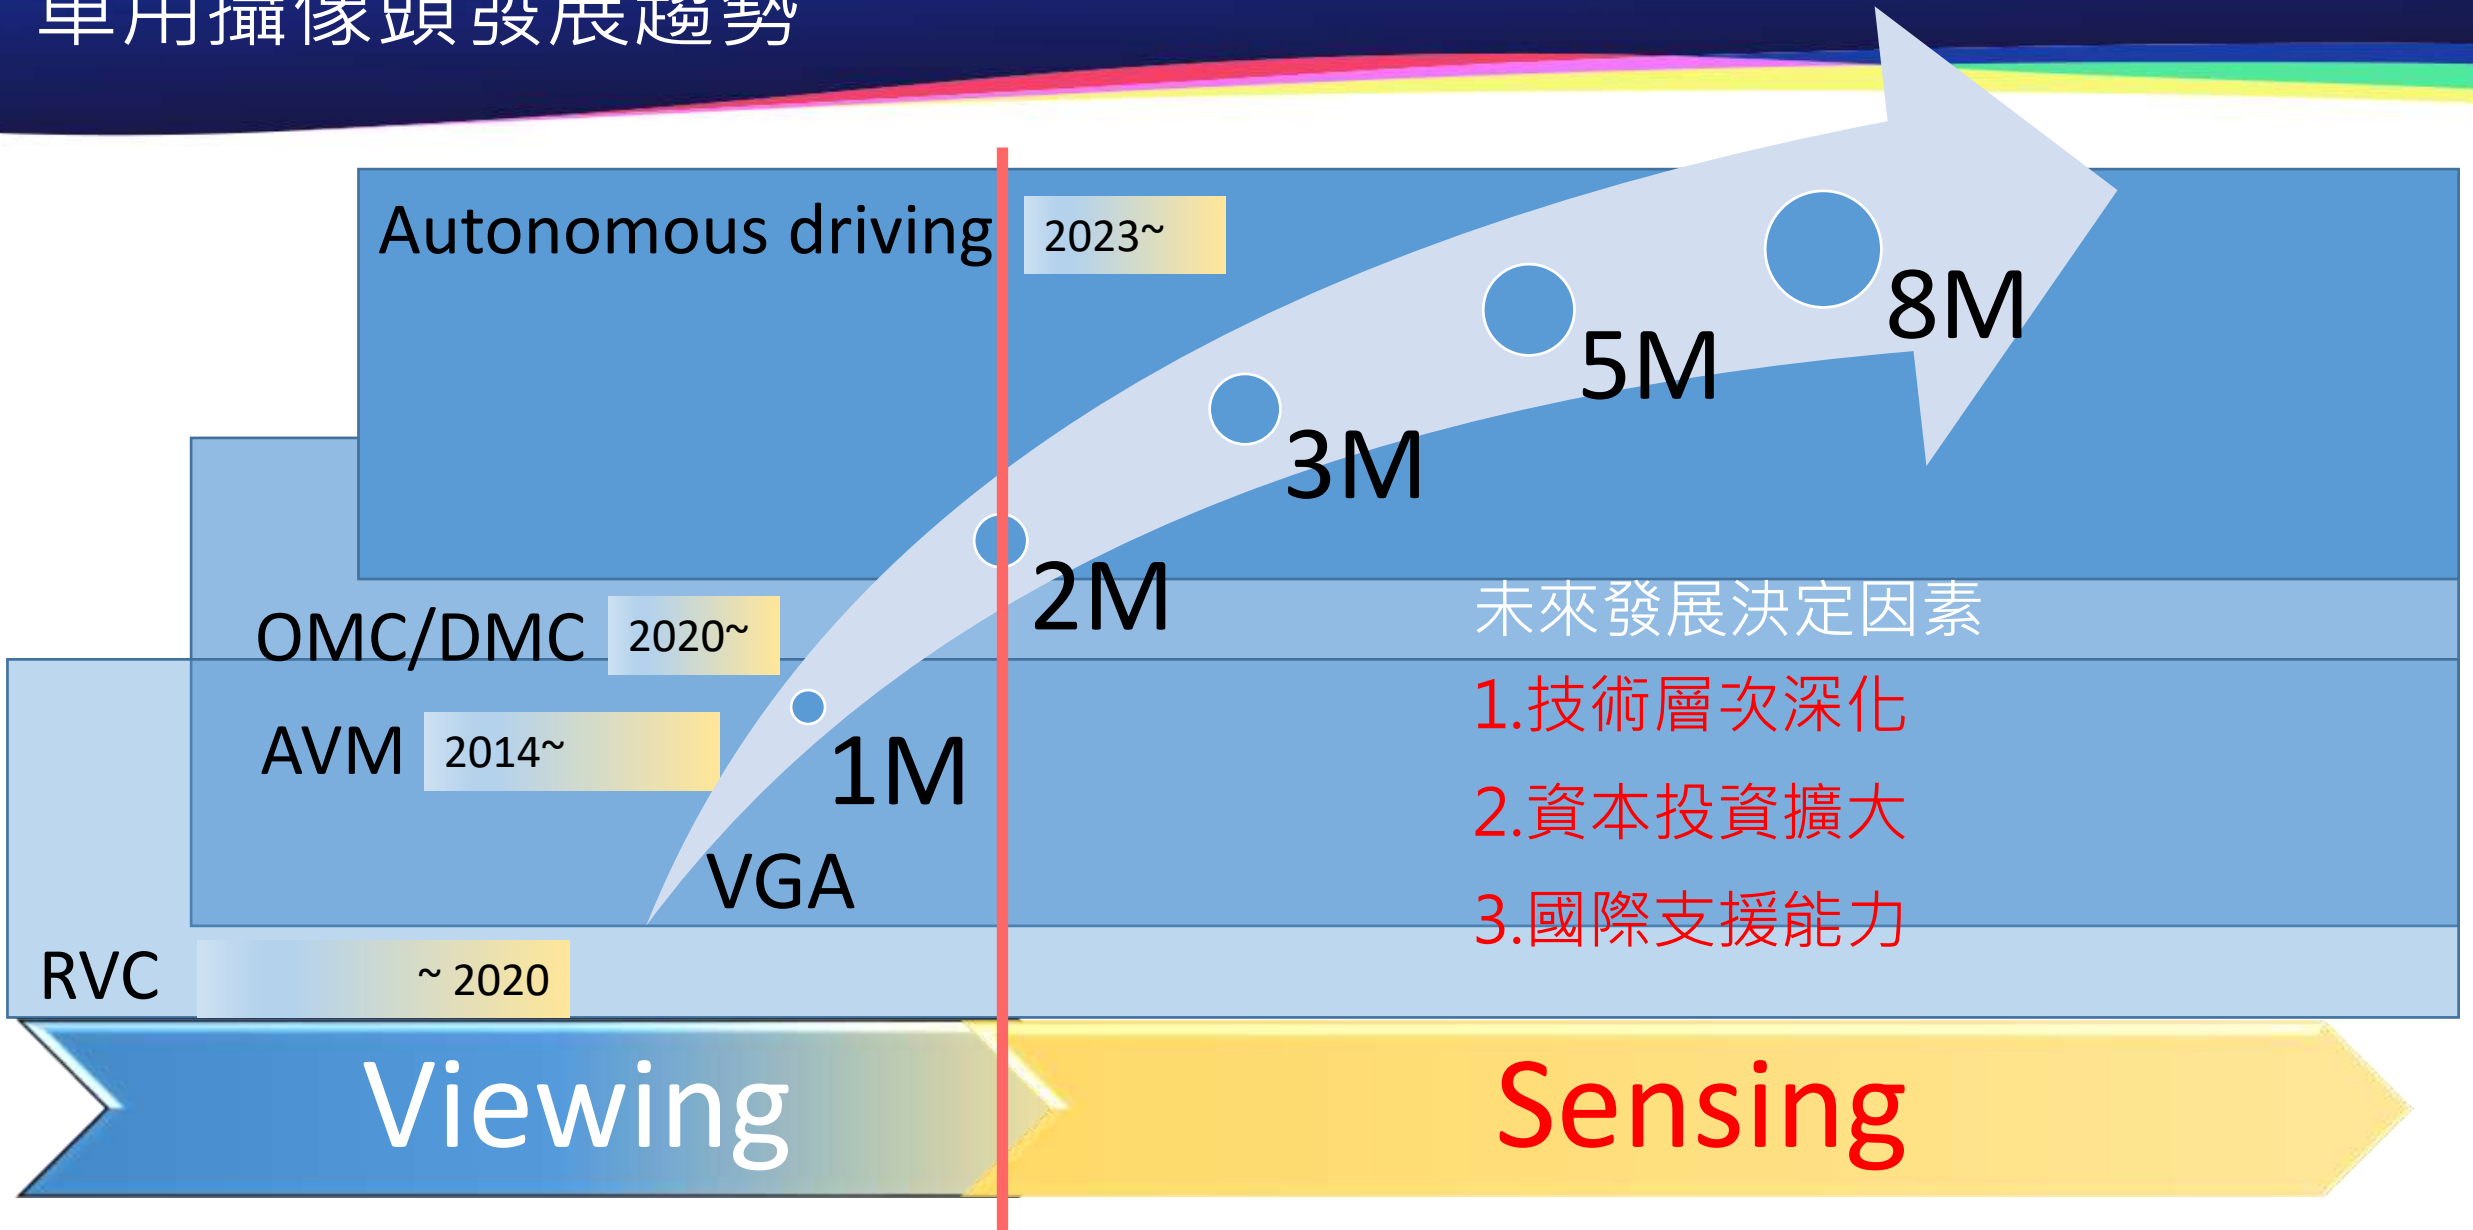 車用攝像頭發展趨勢
Autonomous driving 2023~
8M
5M
3M
2M
OMC/DMC 2020~
AVM 2014~
1M
VGA
RVC ~ 2020
未來發展決定因素
1.技術層次深化
2.資本投資擴大
3.國際支援能力
Viewing
Sensing